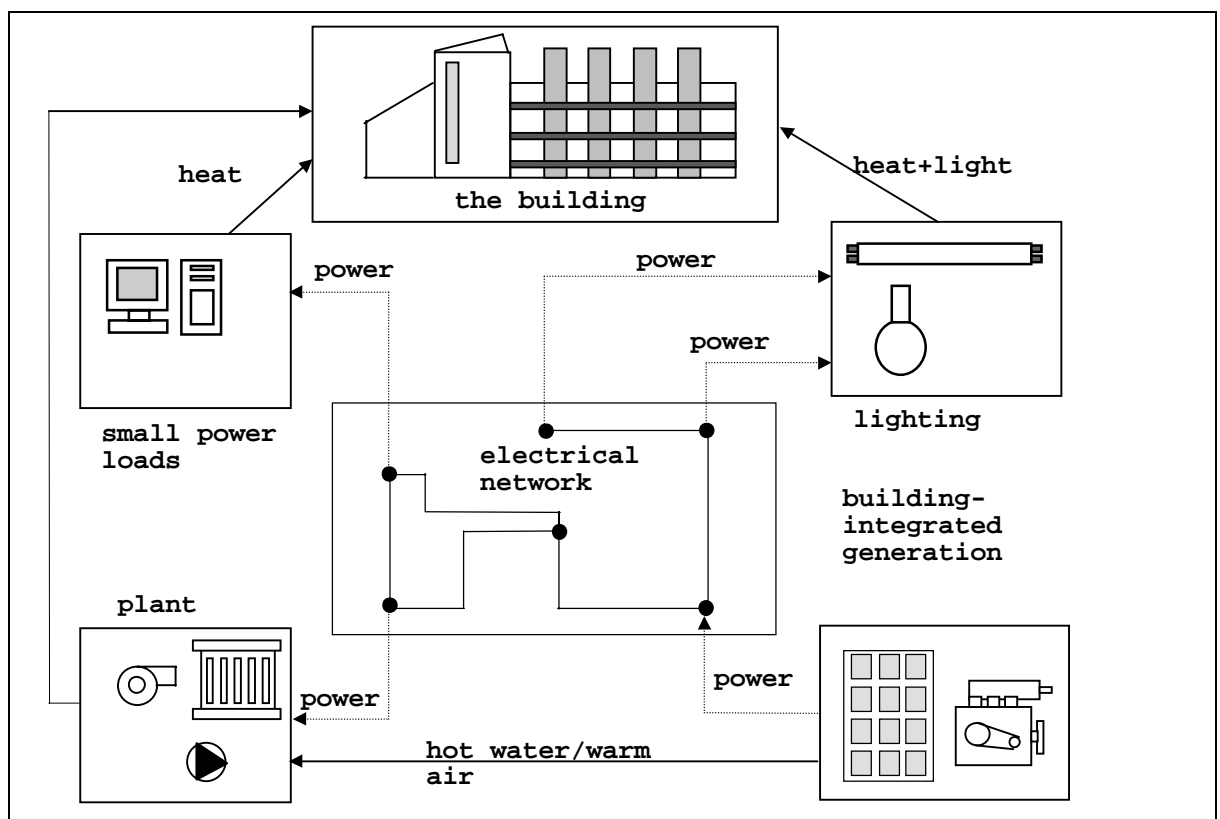 the building
heat
heat+light
power
power
power
small power
loads
lighting
electrical
network
building-
integrated
generation
plant
power
power
hot water/warm
air